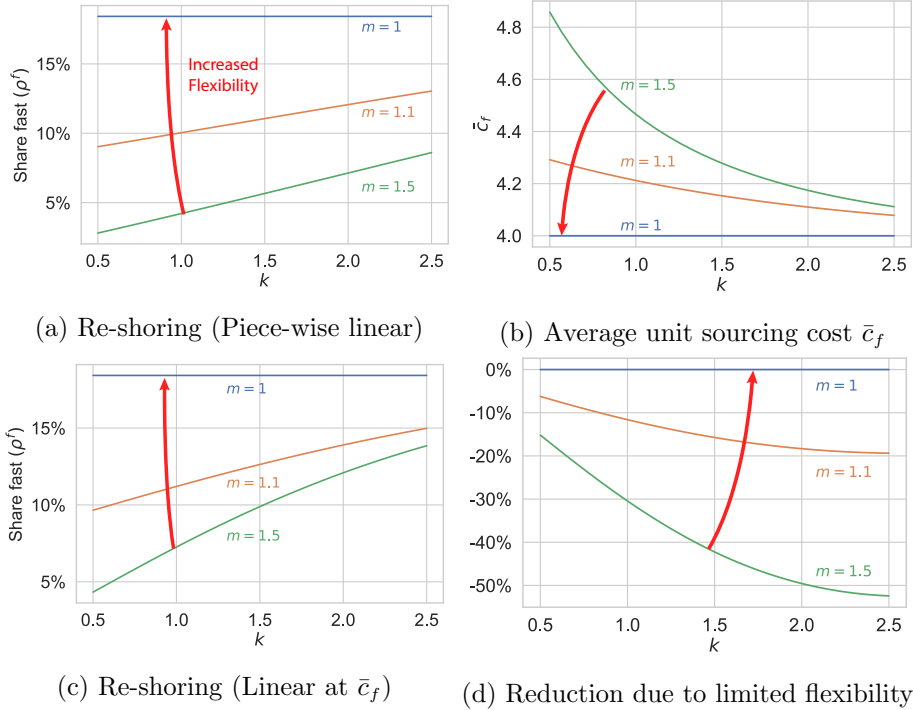 15%
10%
5%
Share fast (ρᶠ)
m = 1
Increased
Flexibility
m = 1.1
m = 1.5
0.5 1.0 1.5 2.0 2.5
k
(a) Re-shoring (Piece-wise linear)
4.8
4.6
4.4
4.2
4.0
c̄f
m = 1.5
m = 1.1
m = 1
0.5 1.0 1.5 2.0 2.5
k
(b) Average unit sourcing cost c̄f
15%
10%
5%
Share fast (ρᶠ)
m = 1
m = 1.1
m = 1.5
0.5 1.0 1.5 2.0 2.5
k
(c) Re-shoring (Linear at c̄f)
0%
-10%
-20%
-30%
-40%
-50%
m = 1
m = 1.1
m = 1.5
0.5 1.0 1.5 2.0 2.5
k
(d) Reduction due to limited flexibility